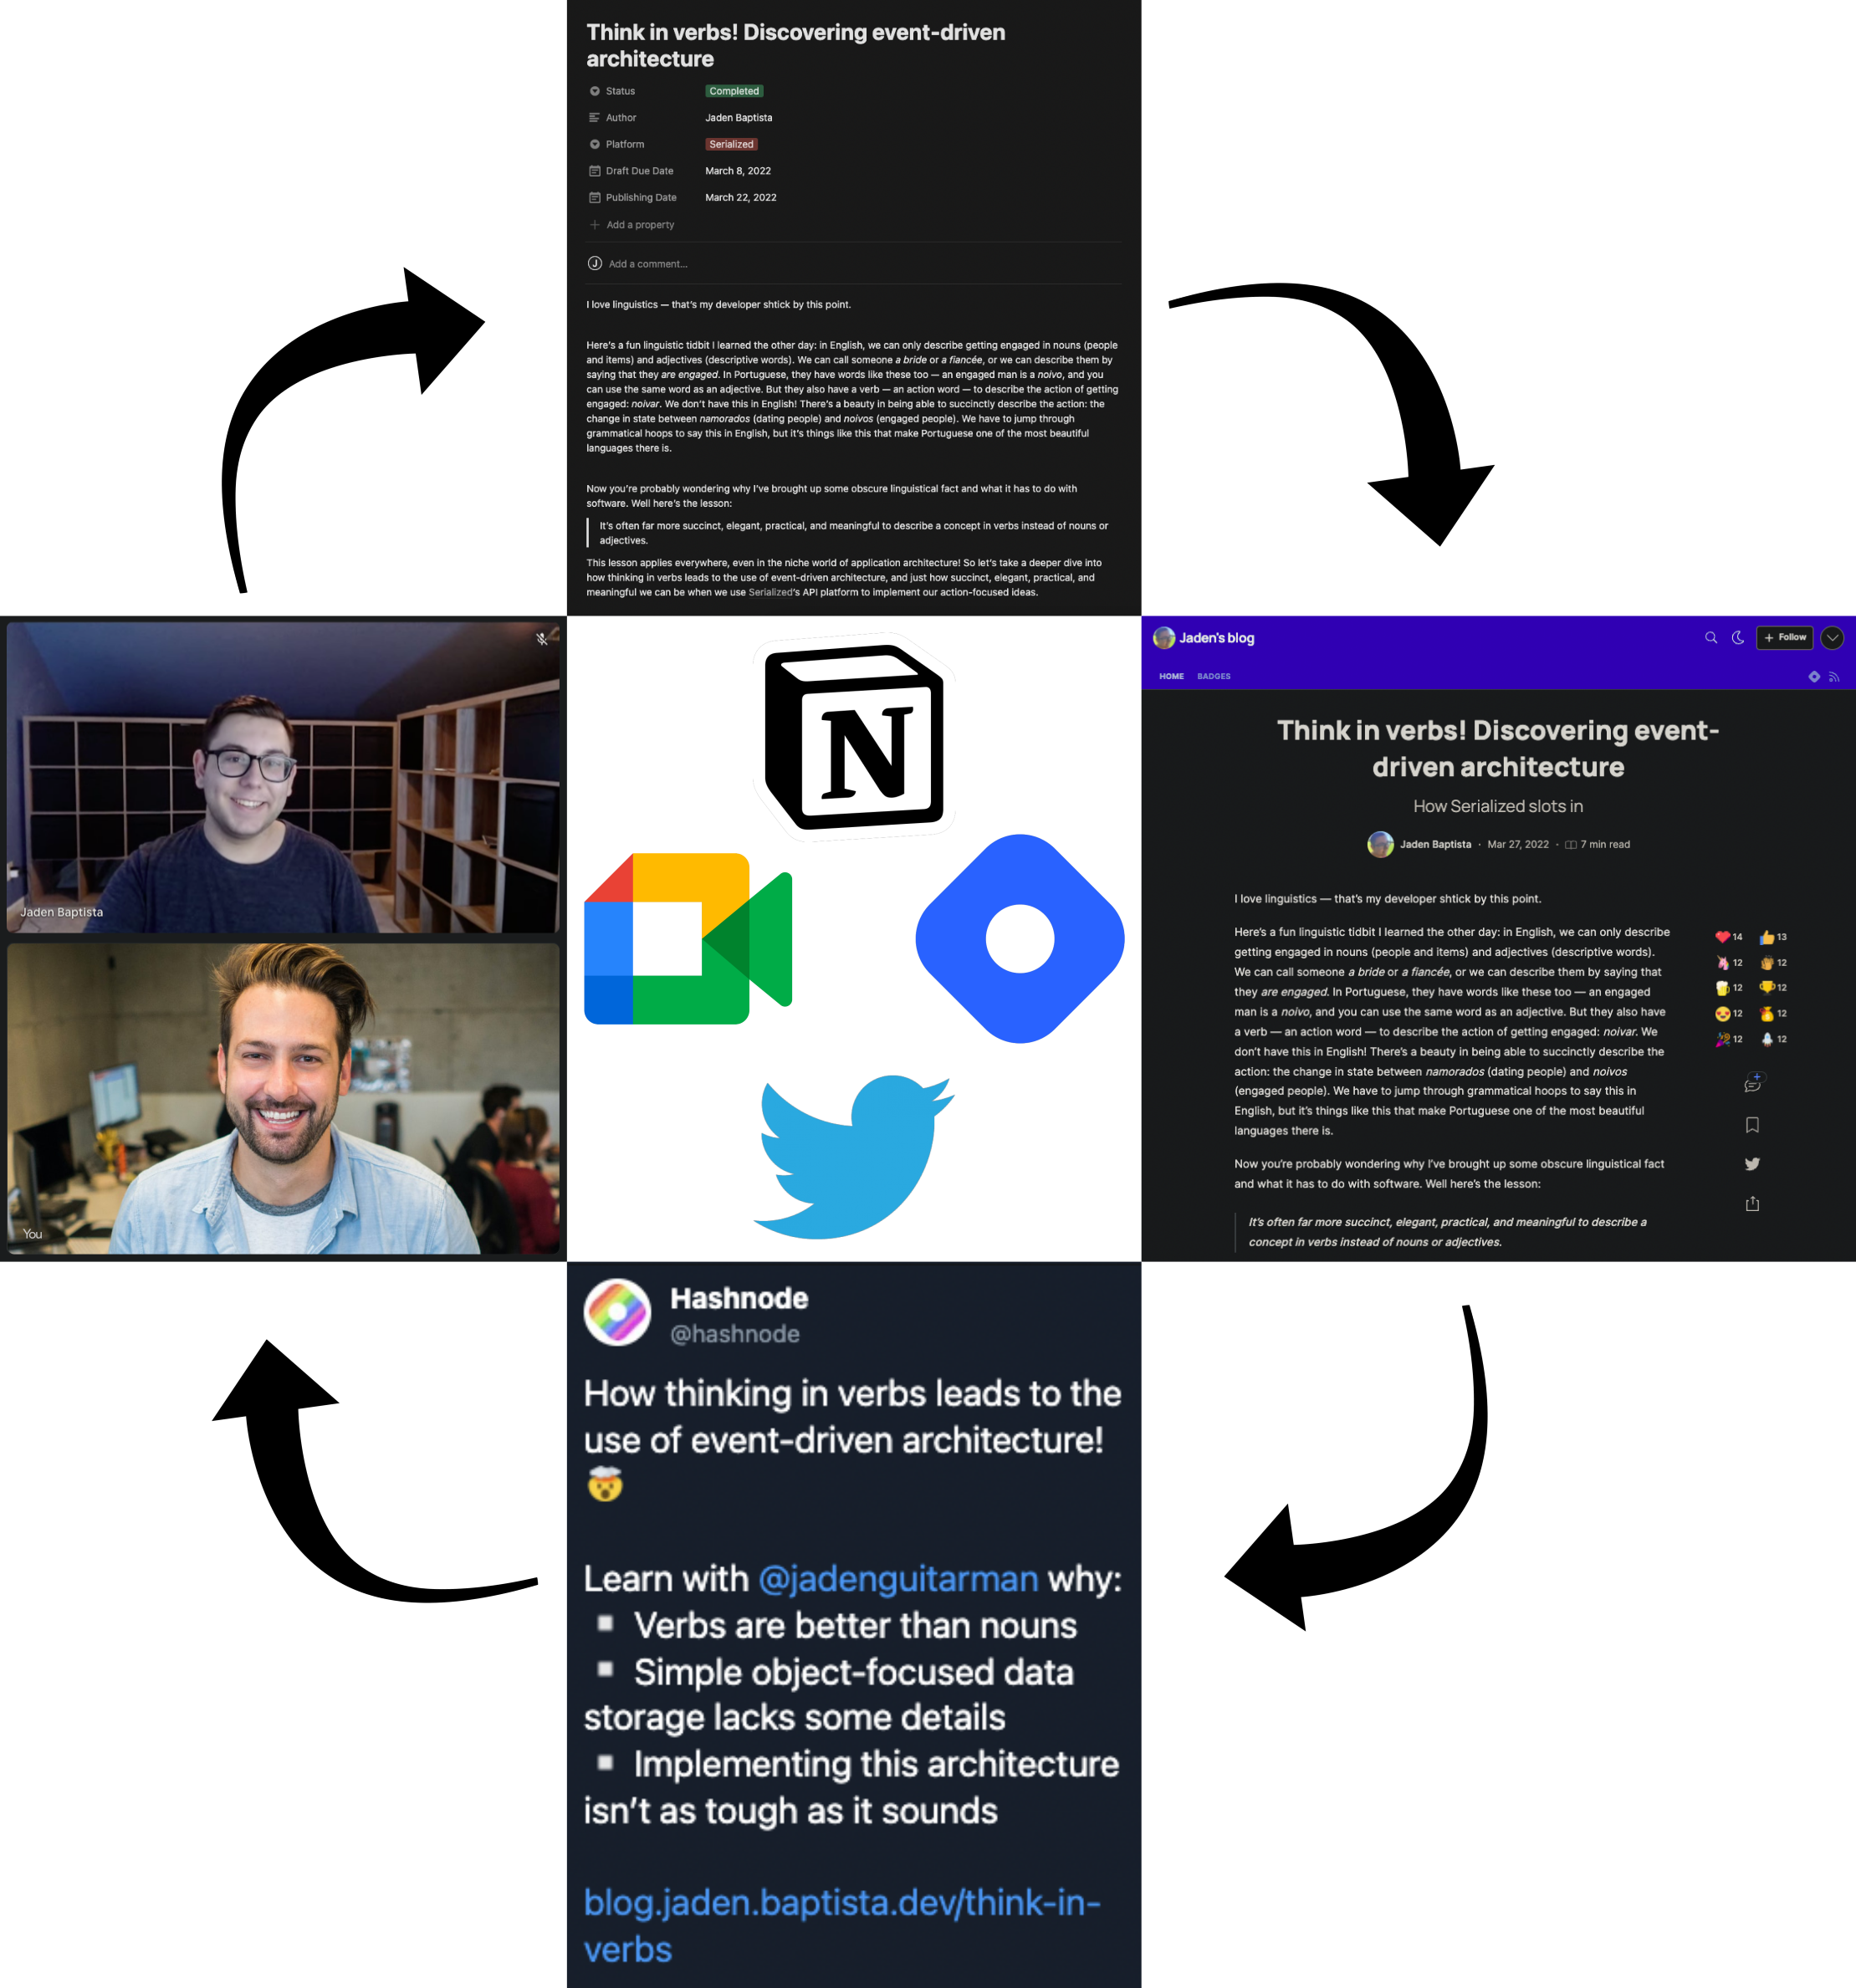 Think in verbs! Discovering event-driven
architecture
Status Completed
Author Jaden Baptista
Platform Serialized
Draft Due Date March 8, 2022
Publishing Date March 22, 2022
+ Add a property
J Add a comment...
I love linguistics — that's my developer shtick by this point.
Here's a fun linguistic tidbit I learned the other day: in English, we can only describe getting engaged in nouns (people
and items) and adjectives (descriptive words). We can call someone a bride or a fiancée, or we can describe them by
saying that they are engaged. In Portuguese, they have words like these too — an engaged man is a noivo, and you
can use the same word as an adjective. But they also have a verb — an action word — to describe the action of getting
engaged: noivar. We don't have this in English! There's a beauty in being able to succinctly describe the action: the
change in state between namorados (dating people) and noivos (engaged people). We have to jump through
grammatical hoops to say this in English, but it's things like this that make Portuguese one of the most beautiful
languages there is.
Now you're probably wondering why I've brought up some obscure linguistical fact and what it has to do with
software. Well here's the lesson:
It's often far more succinct, elegant, practical, and meaningful to describe a concept in verbs instead of nouns or
adjectives.
This lesson applies everywhere, even in the niche world of application architecture! So let's take a deeper dive into
how thinking in verbs leads to the use of event-driven architecture, and just how succinct, elegant, practical, and
meaningful we can be when we use Serialized's API platform to implement our action-focused ideas.
Jaden Baptista
You
N
Jaden's blog
+ Follow
HOME BADGES
Think in verbs! Discovering event-
driven architecture
How Serialized slots in
Jaden Baptista · Mar 27, 2022 · 7 min read
I love linguistics — that's my developer shtick by this point.
Here's a fun linguistic tidbit I learned the other day: in English, we can only describe
getting engaged in nouns (people and items) and adjectives (descriptive words).
We can call someone a bride or a fiancée, or we can describe them by saying that
they are engaged. In Portuguese, they have words like these too — an engaged
man is a noivo, and you can use the same word as an adjective. But they also have
a verb — an action word — to describe the action of getting engaged: noivar. We
don't have this in English! There's a beauty in being able to succinctly describe the
action: the change in state between namorados (dating people) and noivos
(engaged people). We have to jump through grammatical hoops to say this in
English, but it's things like this that make Portuguese one of the most beautiful
languages there is.
Now you're probably wondering why I've brought up some obscure linguistical fact
and what it has to do with software. Well here's the lesson:
It's often far more succinct, elegant, practical, and meaningful to describe a
concept in verbs instead of nouns or adjectives.
14 13
12 12
12 12
12 12
12 12
Hashnode
@hashnode
How thinking in verbs leads to the
use of event-driven architecture!
🤯
Learn with @jadenguitarman why:
▪ Verbs are better than nouns
▪ Simple object-focused data
storage lacks some details
▪ Implementing this architecture
isn't as tough as it sounds
blog.jaden.baptista.dev/think-in-
verbs